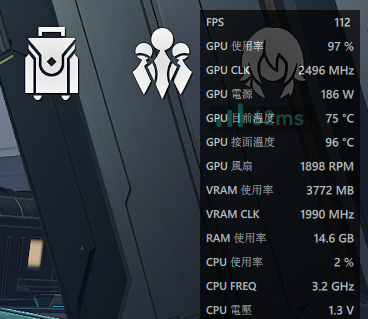 FPS 112
GPU 使用率 97 %
GPU CLK 2496 MHz
GPU 電源 186 W
GPU 目前溫度 75 °C
GPU 接面溫度 96 °C
GPU 風扇 1898 RPM
VRAM 使用率 3772 MB
VRAM CLK 1990 MHz
RAM 使用率 14.6 GB
CPU 使用率 2 %
CPU FREQ 3.2 GHz
CPU 電壓 1.3 V